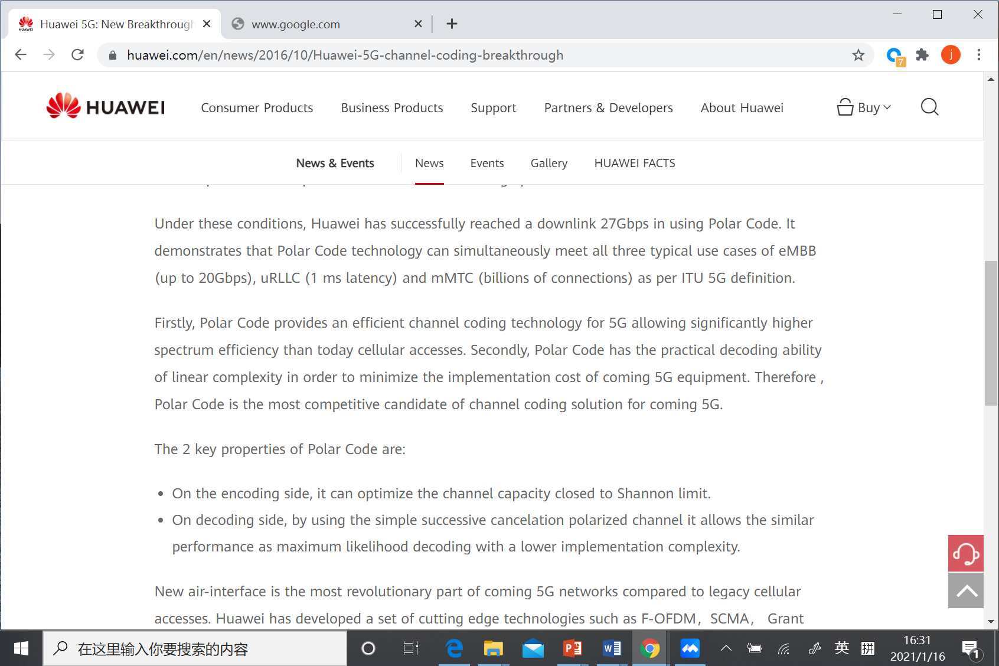 Huawei 5G: New Breakthrough
www.google.com
huawei.com/en/news/2016/10/Huawei-5G-channel-coding-breakthrough
7
j
HUAWEI
Consumer Products
Business Products
Support
Partners & Developers
About Huawei
Buy
News & Events
News
Events
Gallery
HUAWEI FACTS
Under these conditions, Huawei has successfully reached a downlink 27Gbps in using Polar Code. It
demonstrates that Polar Code technology can simultaneously meet all three typical use cases of eMBB
(up to 20Gbps), uRLLC (1 ms latency) and mMTC (billions of connections) as per ITU 5G definition.
Firstly, Polar Code provides an efficient channel coding technology for 5G allowing significantly higher
spectrum efficiency than today cellular accesses. Secondly, Polar Code has the practical decoding ability
of linear complexity in order to minimize the implementation cost of coming 5G equipment. Therefore ,
Polar Code is the most competitive candidate of channel coding solution for coming 5G.
The 2 key properties of Polar Code are:
• On the encoding side, it can optimize the channel capacity closed to Shannon limit.
• On decoding side, by using the simple successive cancelation polarized channel it allows the similar
performance as maximum likelihood decoding with a lower implementation complexity.
New air-interface is the most revolutionary part of coming 5G networks compared to legacy cellular
accesses. Huawei has developed a set of cutting edge technologies such as F-OFDM，SCMA， Grant
在这里输入你要搜索的内容
英
拼
16:31
2021/1/16
1